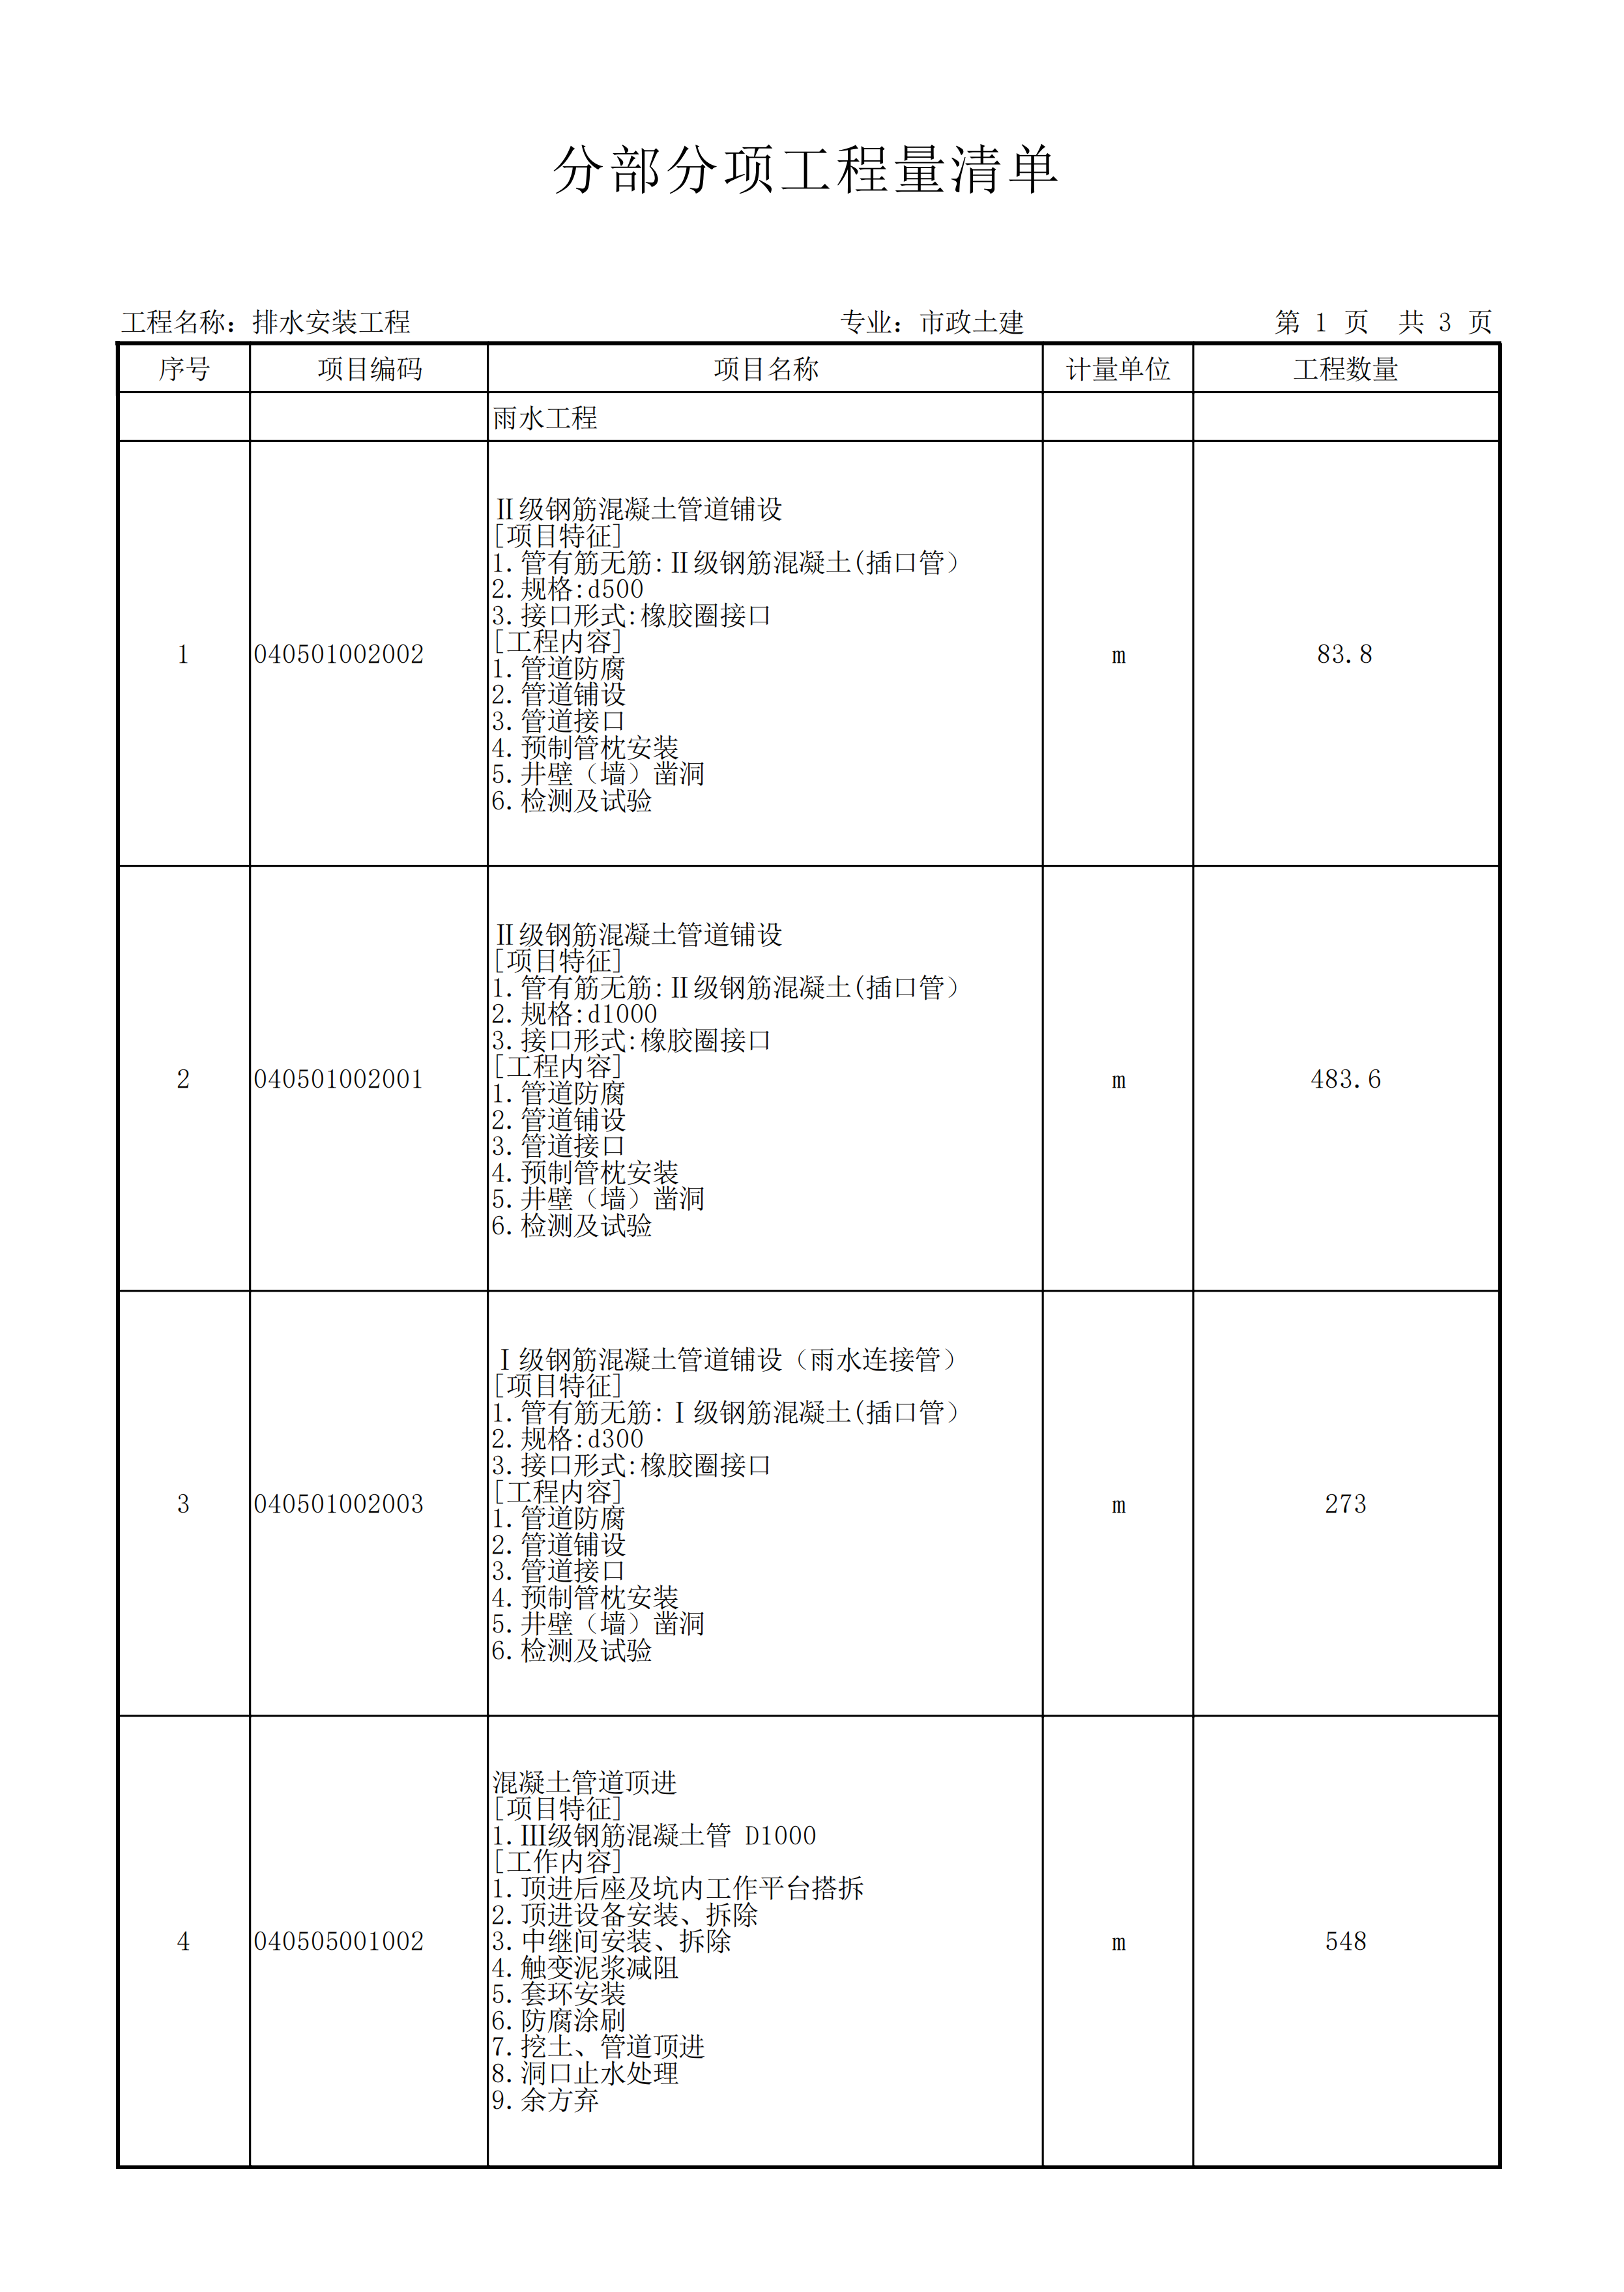 分部分项工程量清单
工程名称：排水安装工程 专业：市政土建 第 1 页 共 3 页
序号 项目编码 项目名称 计量单位 工程数量
雨水工程
Ⅱ级钢筋混凝土管道铺设
[项目特征]
1.管有筋无筋:Ⅱ级钢筋混凝土(插口管）
2.规格:d500
3.接口形式:橡胶圈接口
[工程内容]
1 040501002002 m 83.8
1.管道防腐
2.管道铺设
3.管道接口
4.预制管枕安装
5.井壁（墙）凿洞
6.检测及试验
Ⅱ级钢筋混凝土管道铺设
[项目特征]
1.管有筋无筋:Ⅱ级钢筋混凝土(插口管）
2.规格:d1000
3.接口形式:橡胶圈接口
[工程内容]
2 040501002001 m 483.6
1.管道防腐
2.管道铺设
3.管道接口
4.预制管枕安装
5.井壁（墙）凿洞
6.检测及试验
Ⅰ级钢筋混凝土管道铺设（雨水连接管）
[项目特征]
1.管有筋无筋:Ⅰ级钢筋混凝土(插口管）
2.规格:d300
3.接口形式:橡胶圈接口
[工程内容]
3 040501002003 m 273
1.管道防腐
2.管道铺设
3.管道接口
4.预制管枕安装
5.井壁（墙）凿洞
6.检测及试验
混凝土管道顶进
[项目特征]
1.Ⅲ级钢筋混凝土管 D1000
[工作内容]
1.顶进后座及坑内工作平台搭拆
2.顶进设备安装、拆除
4 040505001002 3.中继间安装、拆除 m 548
4.触变泥浆减阻
5.套环安装
6.防腐涂刷
7.挖土、管道顶进
8.洞口止水处理
9.余方弃